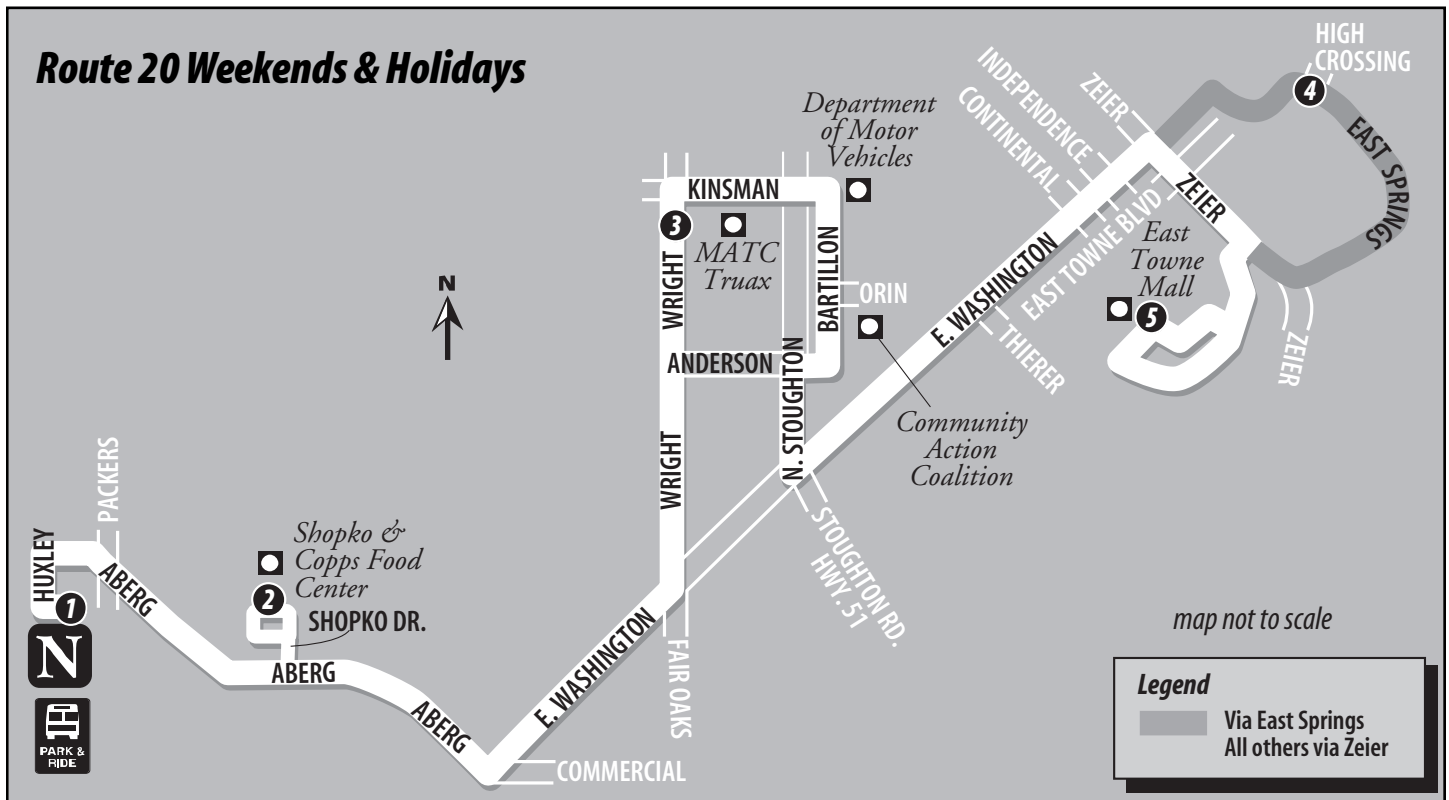 Route 20 Weekends & Holidays
HIGH
CROSSING
4
EAST SPRINGS
INDEPENDENCE
CONTINENTAL
ZEIER
Department
of Motor
Vehicles
KINSMAN
3
MATC
Truax
WRIGHT
BARTILLON
ORIN
ZEIER
EAST TOWNE BLVD
East
Towne
Mall
5
E. WASHINGTON
THIERER
ZEIER
N
ANDERSON
N. STOUGHTON
Community
Action
Coalition
WRIGHT
STOUGHTON RD.
HWY. 51
PACKERS
HUXLEY
1
N
PARK &
RIDE
ABERG
Shopko &
Copps Food
Center
2
SHOPKO DR.
ABERG
ABERG
E. WASHINGTON
FAIR OAKS
COMMERCIAL
map not to scale
Legend
Via East Springs
All others via Zeier